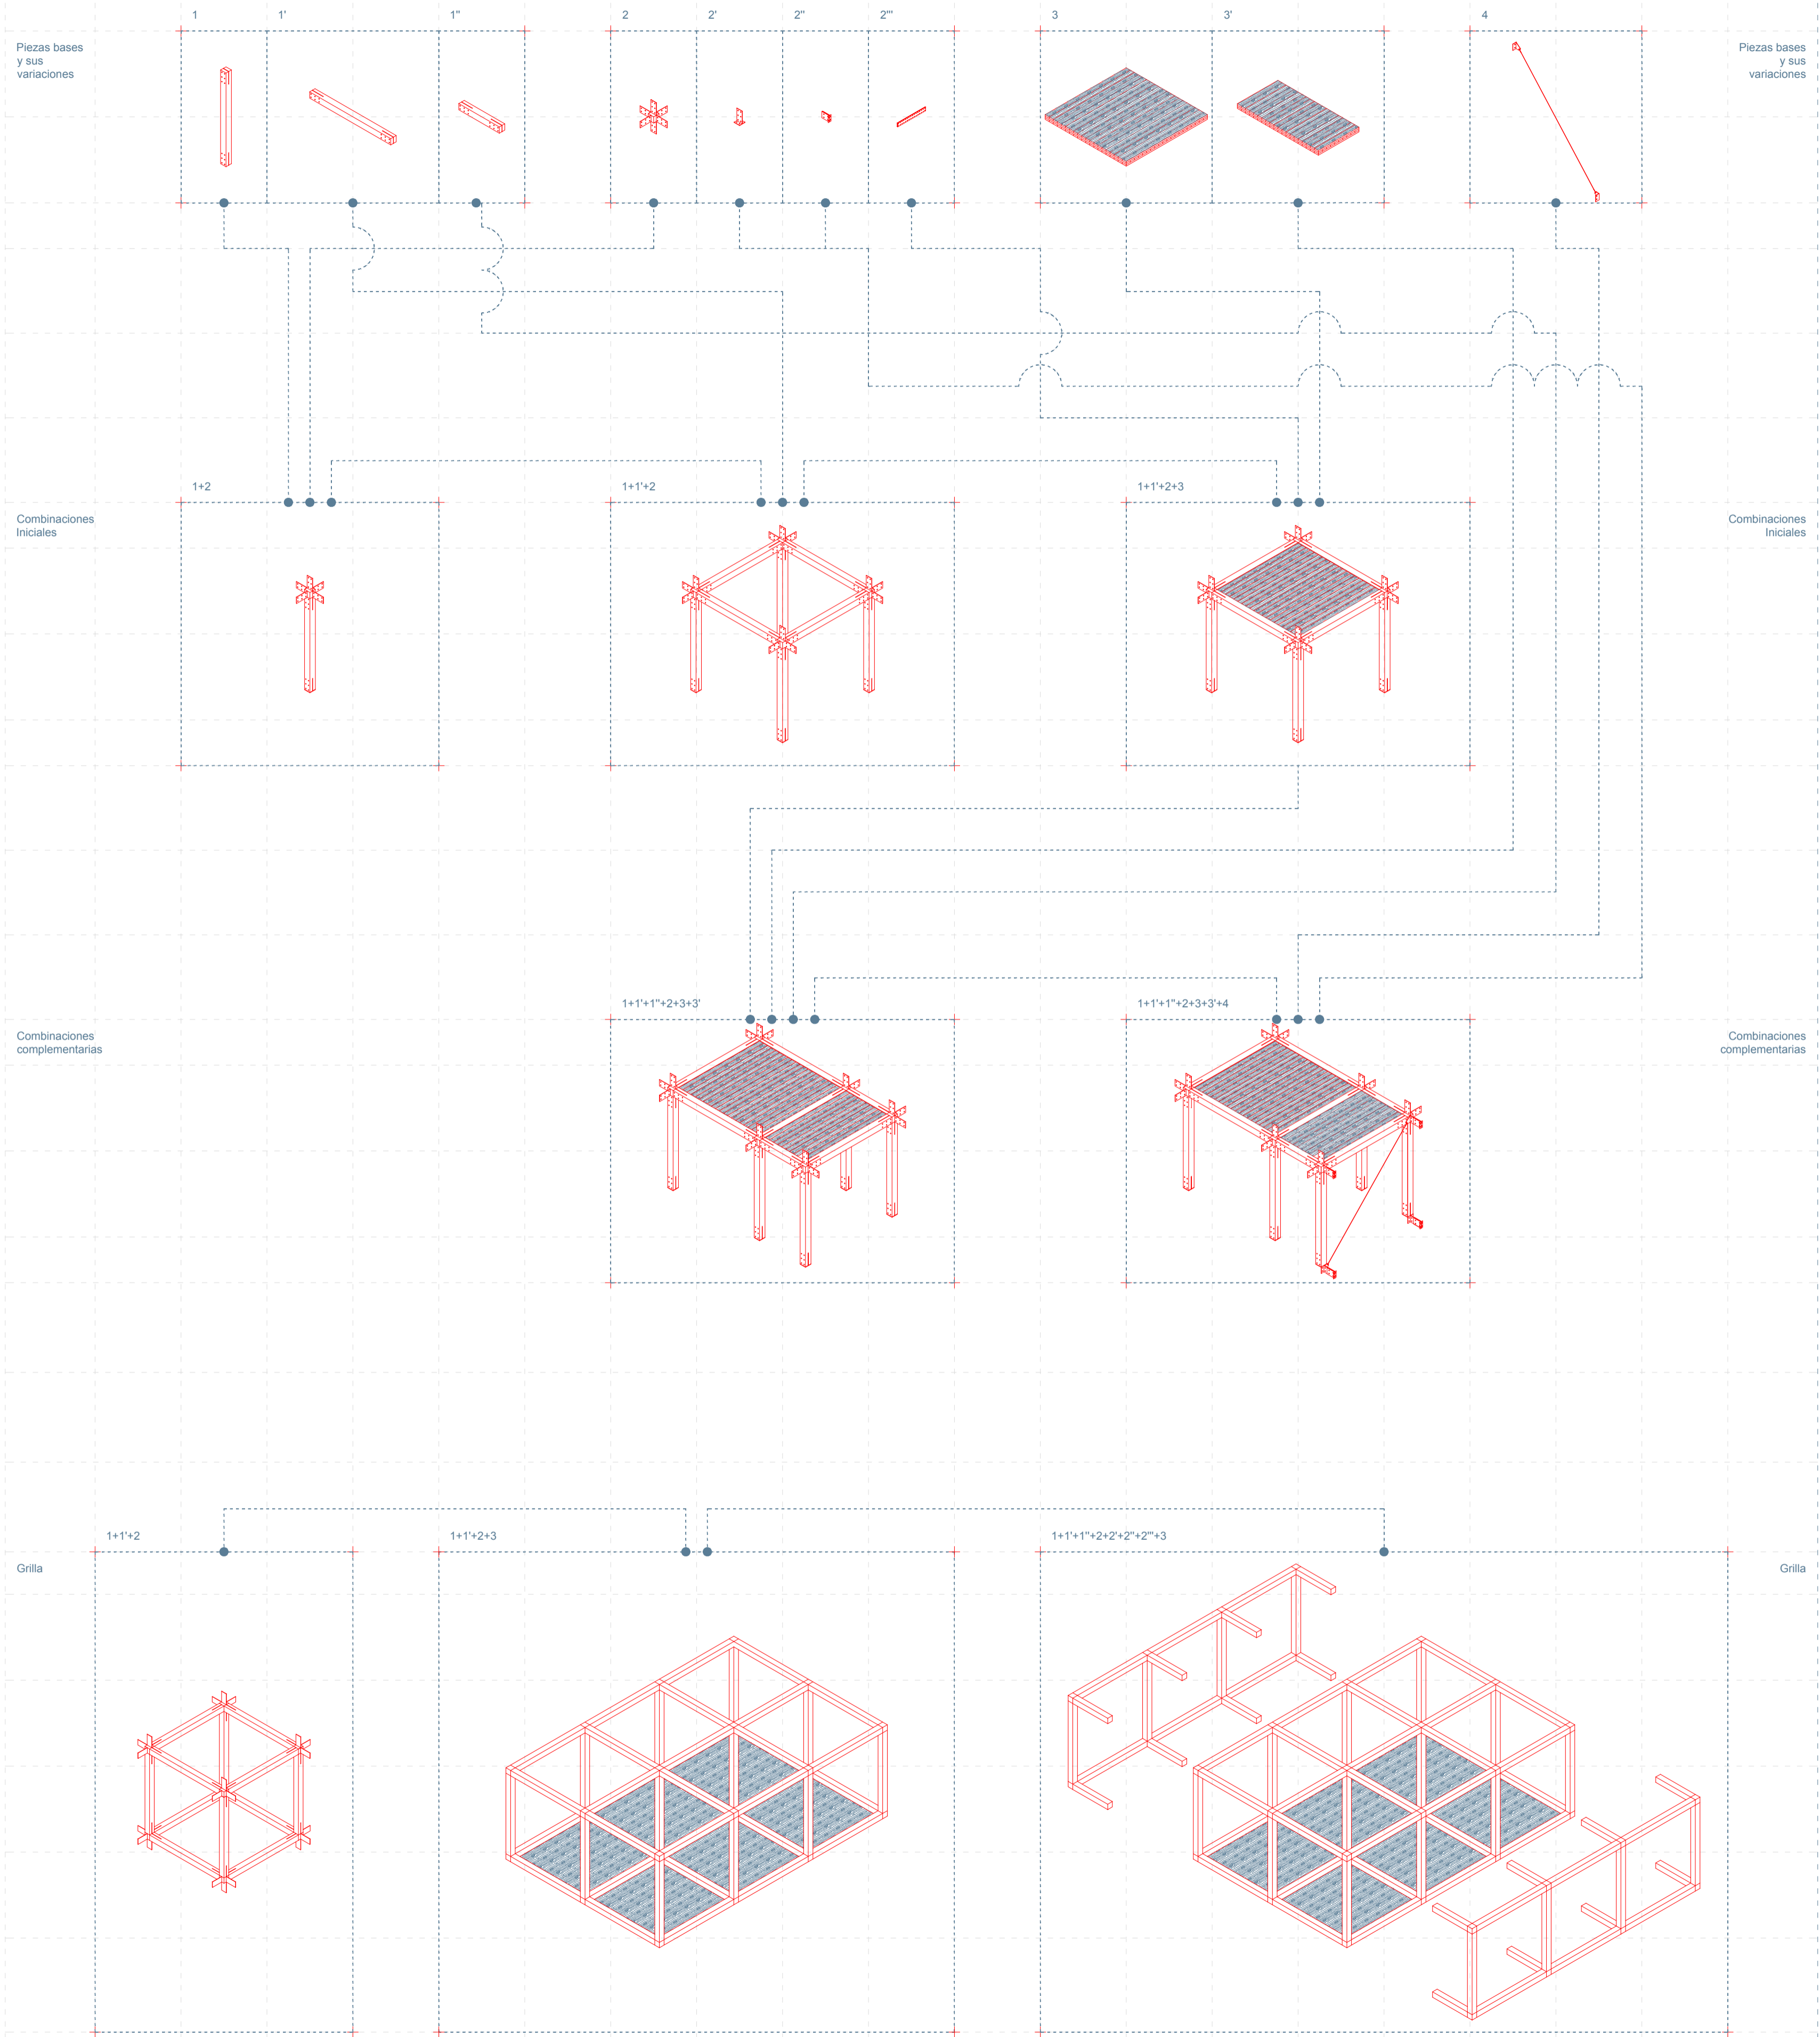 1 1' 1" 2 2' 2" 2"' 3 3' 4
Piezas bases
y sus
variaciones
Piezas bases
y sus
variaciones
1+2 1+1'+2 1+1'+2+3
Combinaciones
Iniciales
Combinaciones
Iniciales
1+1'+1"+2+3+3' 1+1'+1"+2+3+3'+4
Combinaciones
complementarias
Combinaciones
complementarias
1+1'+2 1+1'+2+3 1+1'+1"+2+2'+2"+2"'+3
Grilla
Grilla